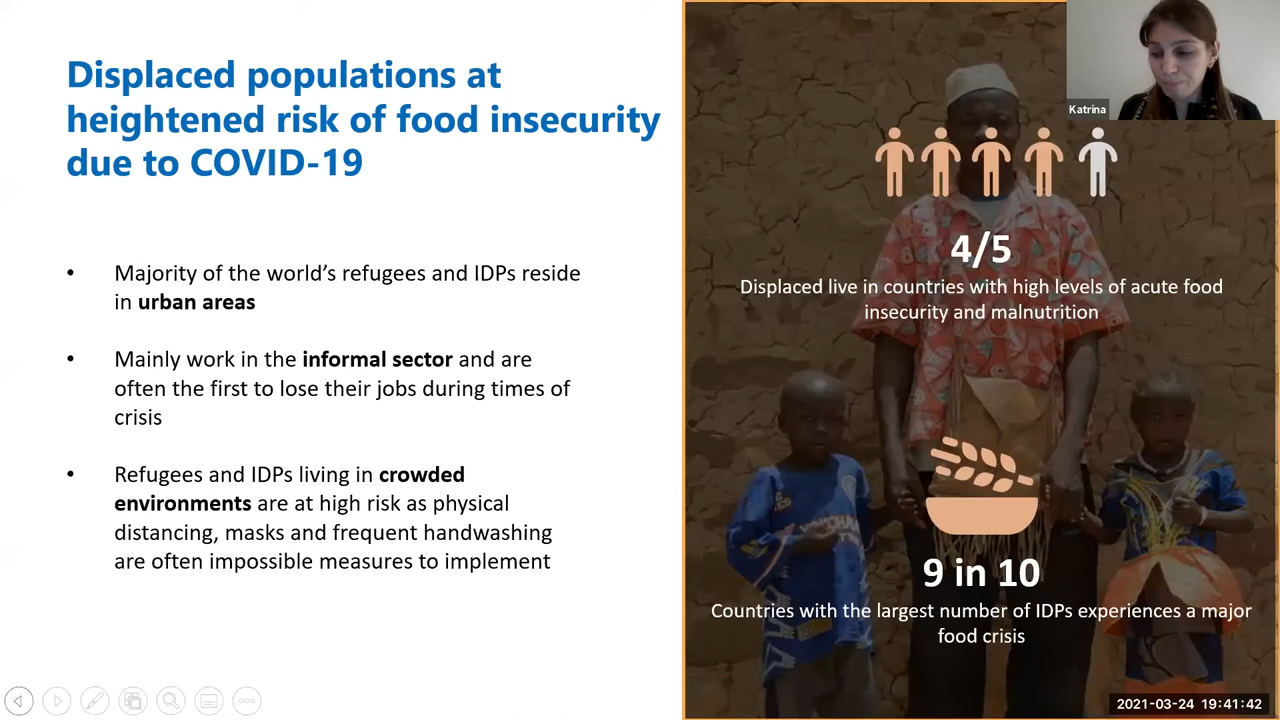 Displaced populations at
heightened risk of food insecurity
due to COVID-19
• Majority of the world’s refugees and IDPs reside
in urban areas
• Mainly work in the informal sector and are
often the first to lose their jobs during times of
crisis
• Refugees and IDPs living in crowded
environments are at high risk as physical
distancing, masks and frequent handwashing
are often impossible measures to implement
Katrina
4/5
Displaced live in countries with high levels of acute food
insecurity and malnutrition
9 in 10
Countries with the largest number of IDPs experiences a major
food crisis
2021-03-24 19:41:42